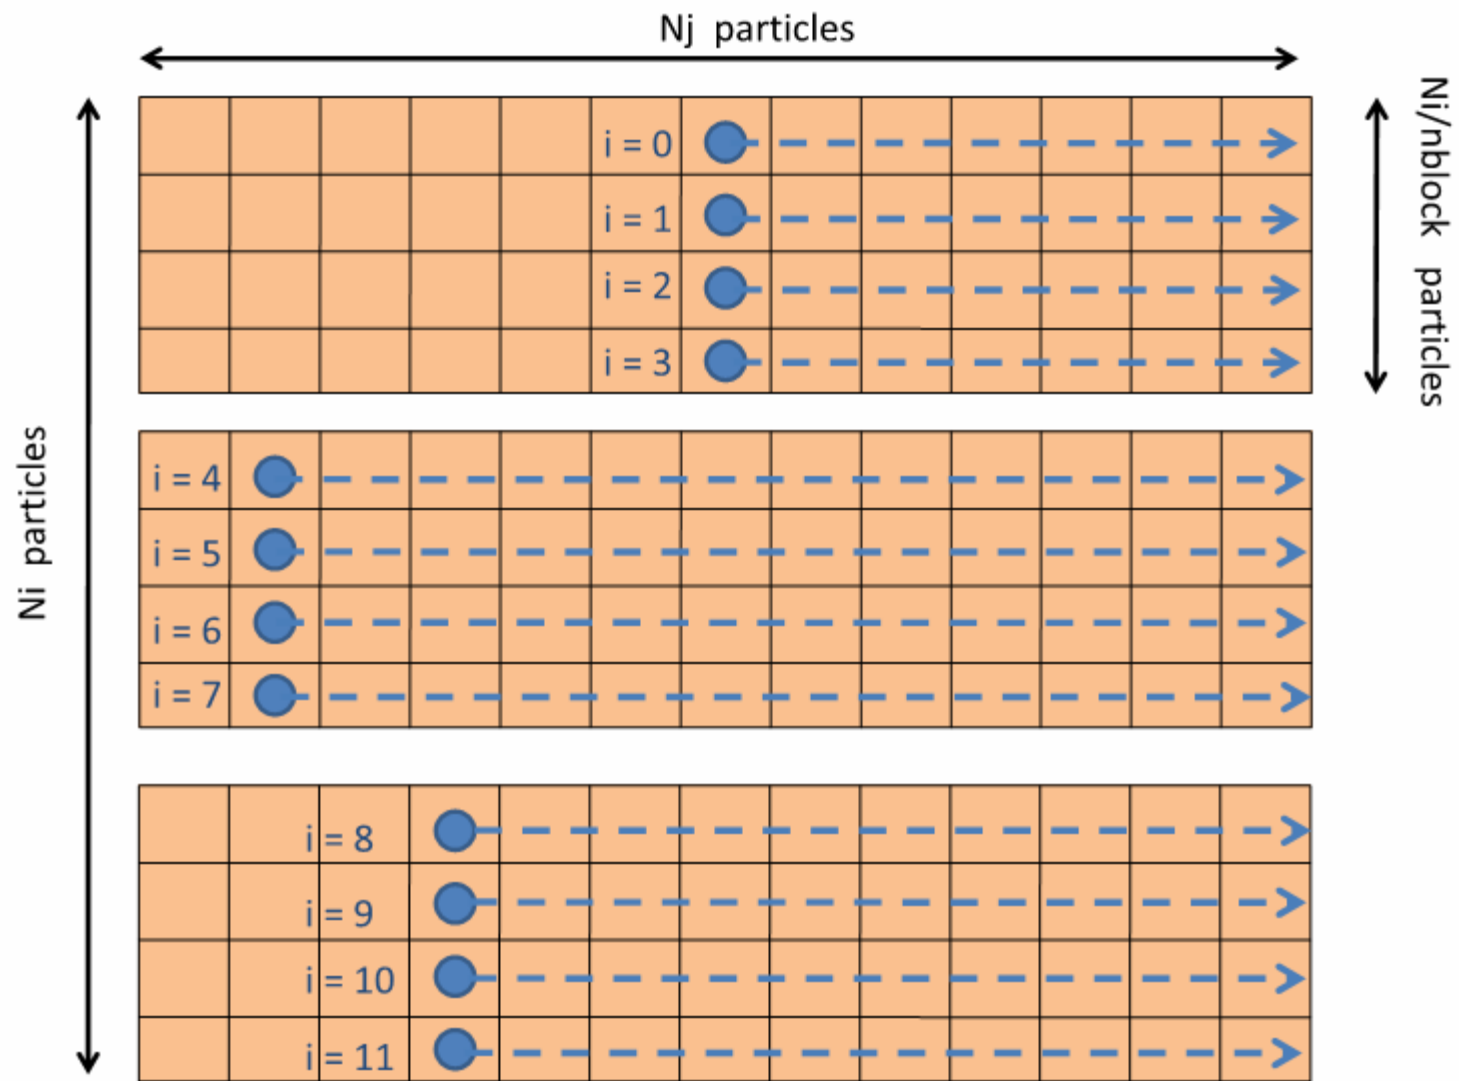 Nj particles
Ni/nblock particles
i = 0
i = 1
i = 2
i = 3
Ni particles
i = 4
i = 5
i = 6
i = 7
i = 8
i = 9
i = 10
i = 11